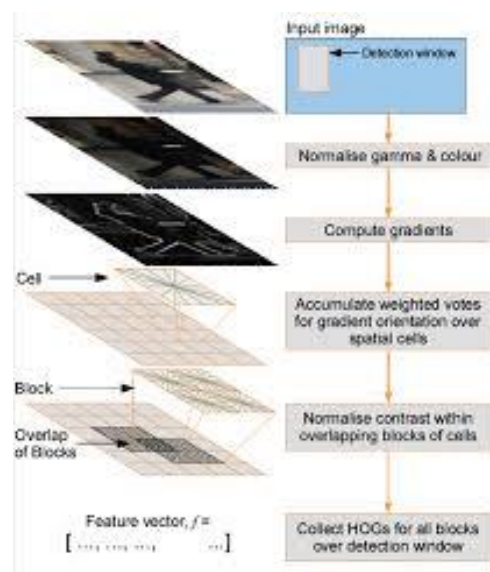 Input image
Detection window
Normalise gamma & colour
Compute gradients
Cell
Accumulate weighted votes
for gradient orientation over
spatial cells
Block
Overlap
of Blocks
Normalise contrast within
overlapping blocks of cells
Feature vector, f =
[ ..., ..., ..., ...]
Collect HOGs for all blocks
over detection window